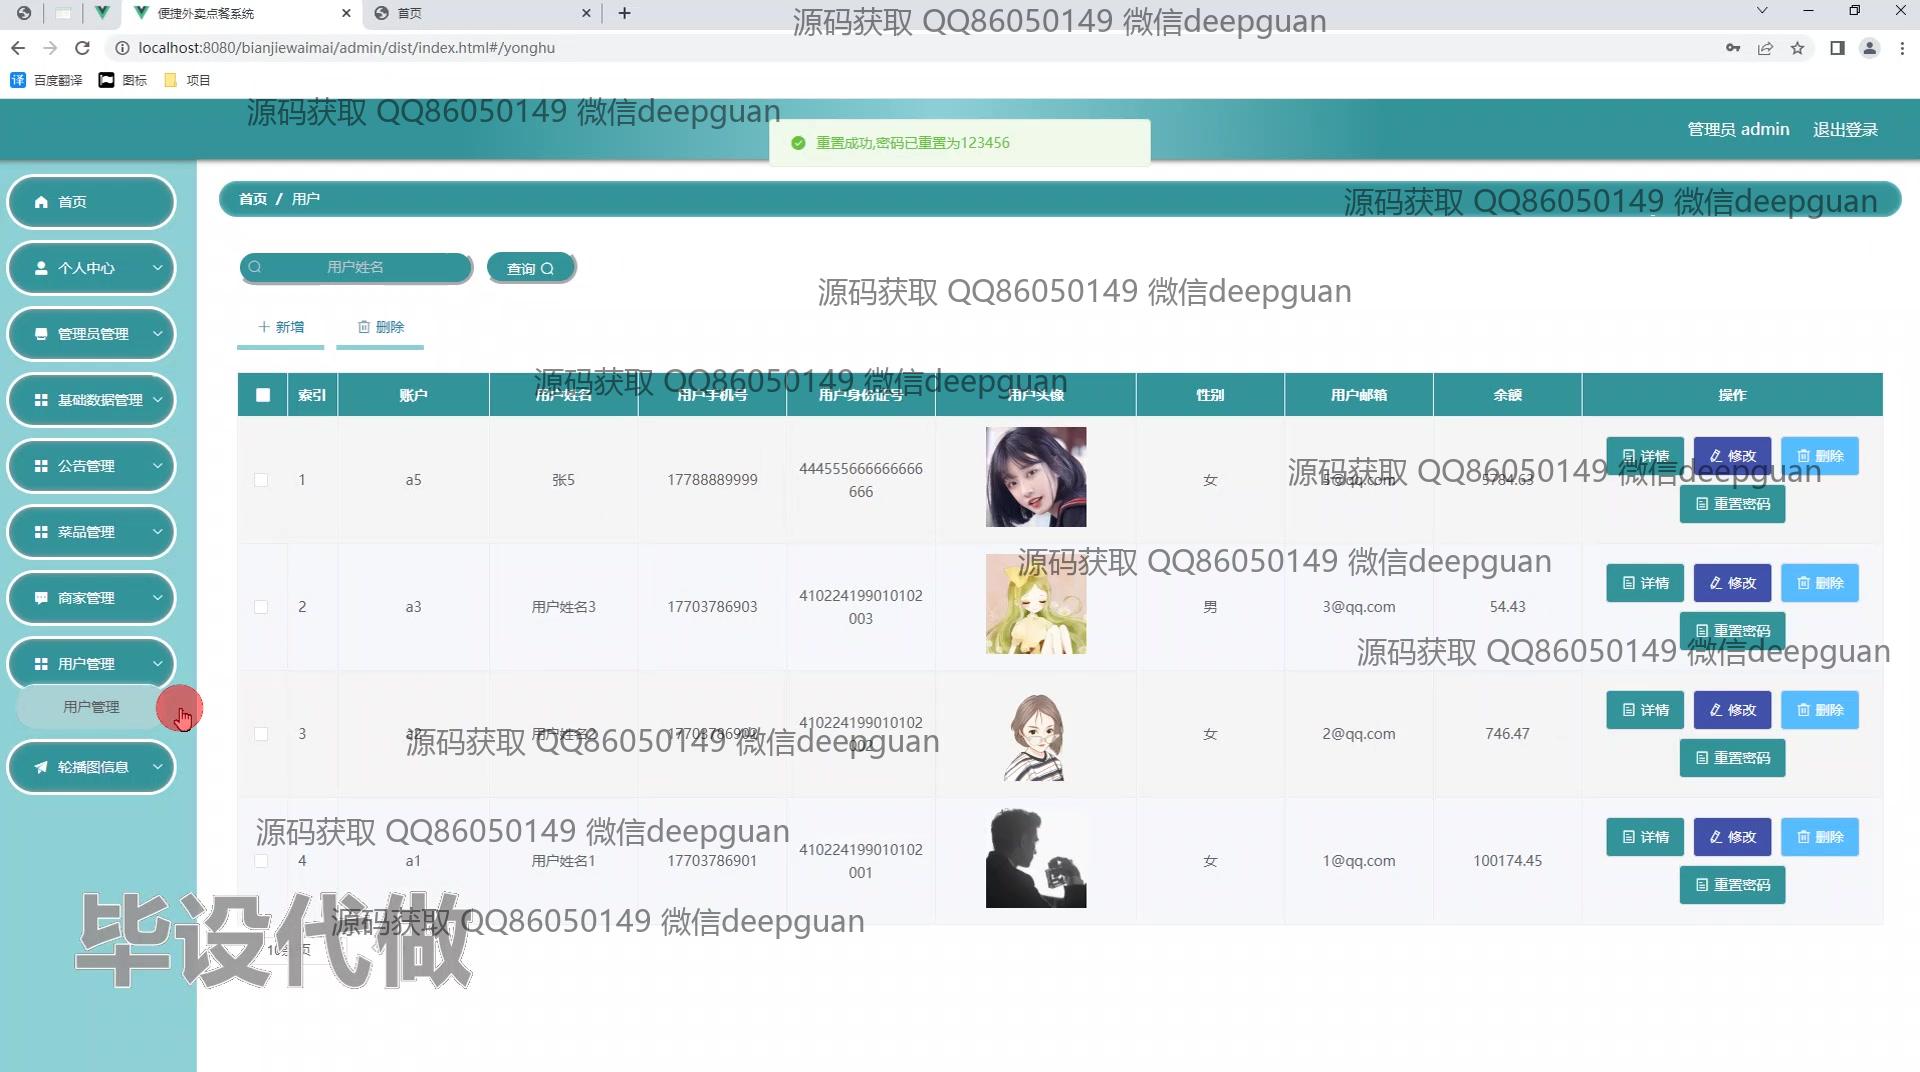 便捷外卖点餐系统
首页
源码获取 QQ86050149 微信deepguan
localhost:8080/bianjiewaimai/admin/dist/index.html#/yonghu
译 百度翻译 图标 项目
源码获取 QQ86050149 微信deepguan
重置成功,密码已重置为123456
管理员 admin 退出登录
首页
首页 / 用户
源码获取 QQ86050149 微信deepguan
个人中心
用户姓名 查询
源码获取 QQ86050149 微信deepguan
管理员管理
新增 删除
源码获取 QQ86050149 微信deepguan
基础数据管理
索引 账户 用户姓名 用户手机号 用户身份证号 用户头像 性别 用户邮箱 余额 操作
公告管理
1 a5 张5 17788889999 444555666666666 女 5@qq.com 5784.63 详情 修改 删除
666 重置密码
源码获取 QQ86050149 微信deepguan
菜品管理
源码获取 QQ86050149 微信deepguan
商家管理
2 a3 用户姓名3 17703786903 410224199010102 男 3@qq.com 54.43 详情 修改 删除
003 重置密码
源码获取 QQ86050149 微信deepguan
用户管理
用户管理
3 a2 用户姓名2 17703786902 410224199010102 女 2@qq.com 746.47 详情 修改 删除
002 重置密码
源码获取 QQ86050149 微信deepguan
轮播图信息
源码获取 QQ86050149 微信deepguan
4 a1 用户姓名1 17703786901 410224199010102 女 1@qq.com 100174.45 详情 修改 删除
001 重置密码
源码获取 QQ86050149 微信deepguan
毕设代做